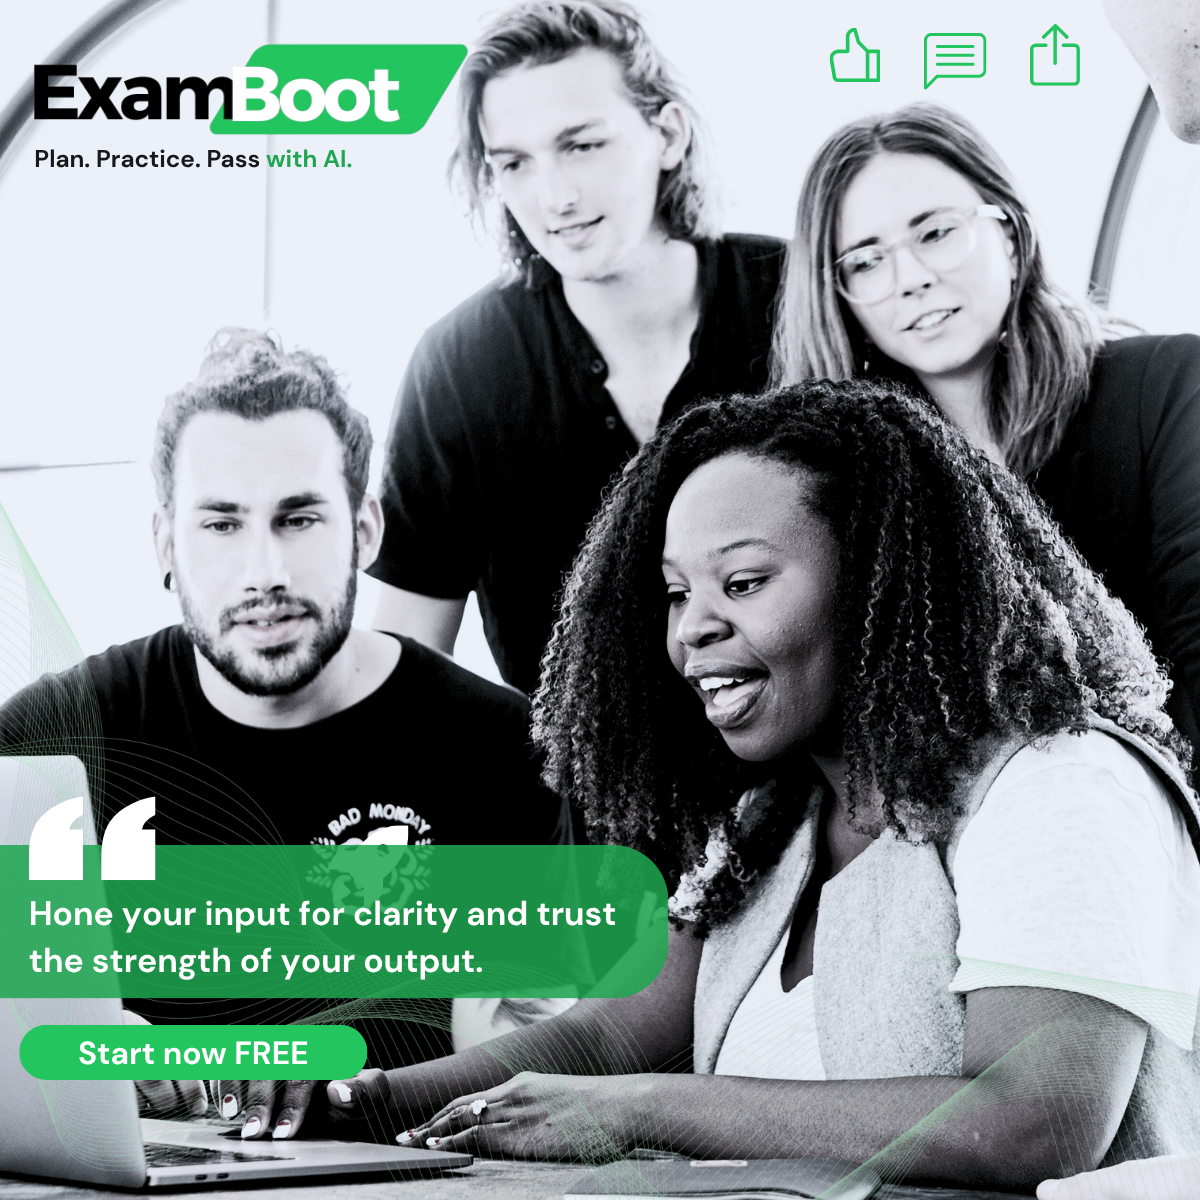 ExamBoot
Plan. Practice. Pass with AI.
BAD MONDAY
Hone your input for clarity and trust
the strength of your output.
Start now FREE